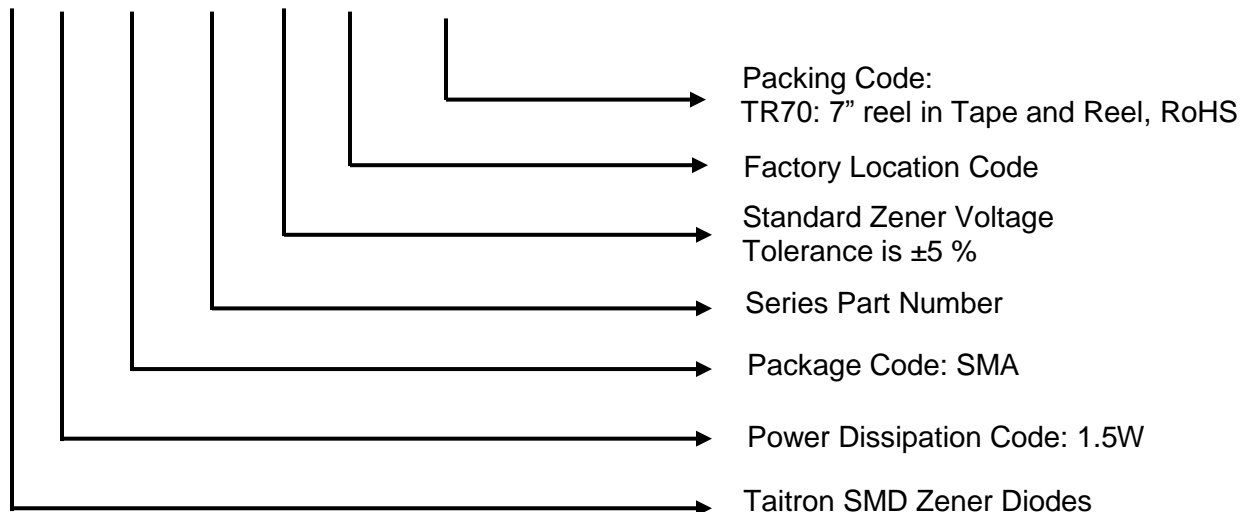 Packing Code:
TR70: 7” reel in Tape and Reel, RoHS
Factory Location Code
Standard Zener Voltage
Tolerance is ±5 %
Series Part Number
Package Code: SMA
Power Dissipation Code: 1.5W
Taitron SMD Zener Diodes